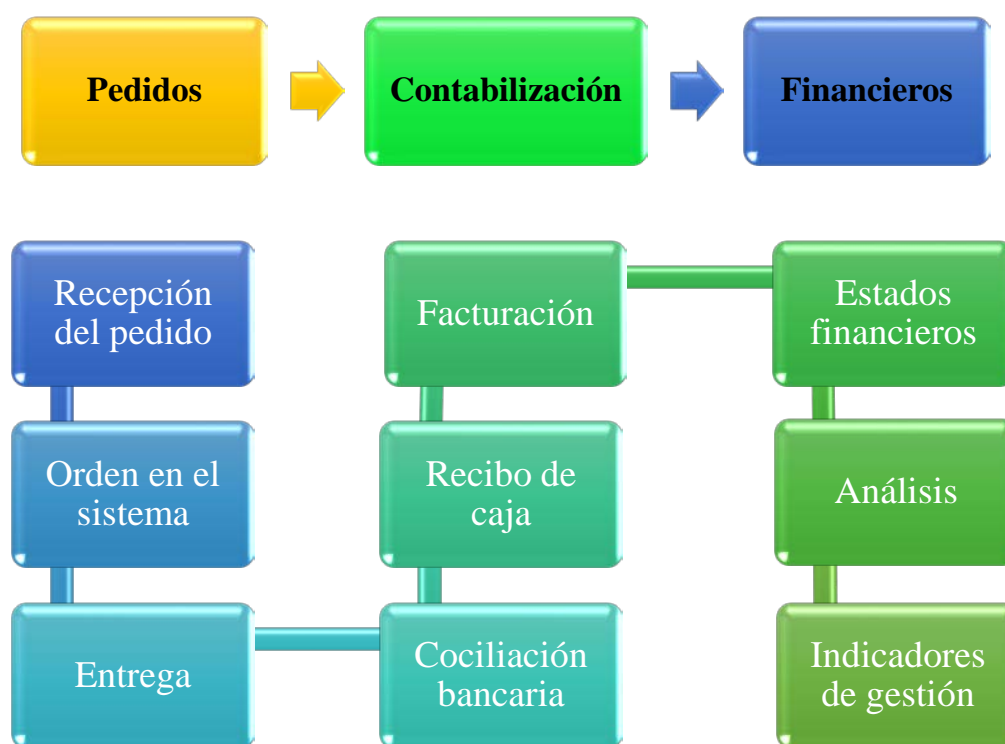 Pedidos
Contabilización
Financieros
Recepción
del pedido
Orden en el
sistema
Entrega
Facturación
Recibo de
caja
Cociliación
bancaria
Estados
financieros
Análisis
Indicadores
de gestión